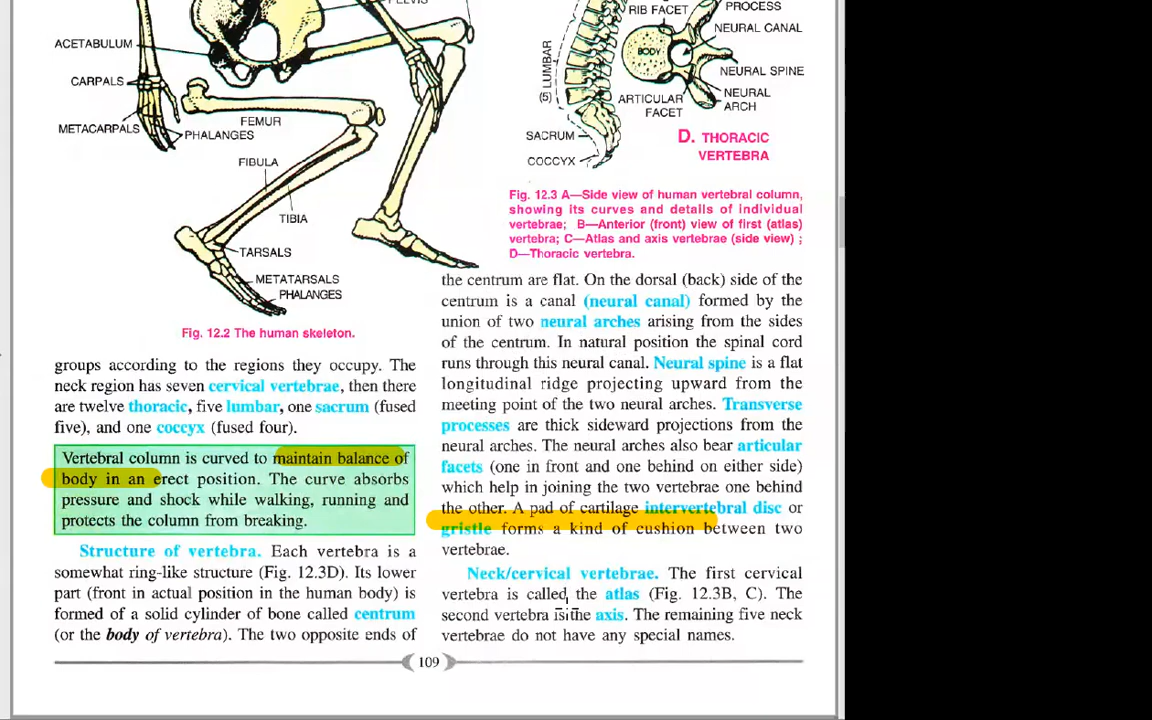 PELVIS
ACETABULUM
CARPALS
METACARPALS
PHALANGES
FEMUR
FIBULA
TIBIA
TARSALS
METATARSALS
PHALANGES
Fig. 12.2 The human skeleton.
groups according to the regions they occupy. The
neck region has seven cervical vertebrae, then there
are twelve thoracic, five lumbar, one sacrum (fused
five), and one coccyx (fused four).
Vertebral column is curved to maintain balance of
body in an erect position. The curve absorbs
pressure and shock while walking, running and
protects the column from breaking.
Structure of vertebra. Each vertebra is a
somewhat ring-like structure (Fig. 12.3D). Its lower
part (front in actual position in the human body) is
formed of a solid cylinder of bone called centrum
(or the body of vertebra). The two opposite ends of
LUMBAR
(5)
SACRUM
COCCYX
RIB FACET
PROCESS
NEURAL CANAL
BODY
NEURAL SPINE
NEURAL
ARCH
ARTICULAR
FACET
D. THORACIC
VERTEBRA
Fig. 12.3 A—Side view of human vertebral column,
showing its curves and details of individual
vertebrae; B—Anterior (front) view of first (atlas)
vertebra; C—Atlas and axis vertebrae (side view) ;
D—Thoracic vertebra.
the centrum are flat. On the dorsal (back) side of the
centrum is a canal (neural canal) formed by the
union of two neural arches arising from the sides
of the centrum. In natural position the spinal cord
runs through this neural canal. Neural spine is a flat
longitudinal ridge projecting upward from the
meeting point of the two neural arches. Transverse
processes are thick sideward projections from the
neural arches. The neural arches also bear articular
facets (one in front and one behind on either side)
which help in joining the two vertebrae one behind
the other. A pad of cartilage intervertebral disc or
gristle forms a kind of cushion between two
vertebrae.
Neck/cervical vertebrae. The first cervical
vertebra is called the atlas (Fig. 12.3B, C). The
second vertebra is the axis. The remaining five neck
vertebrae do not have any special names.
109